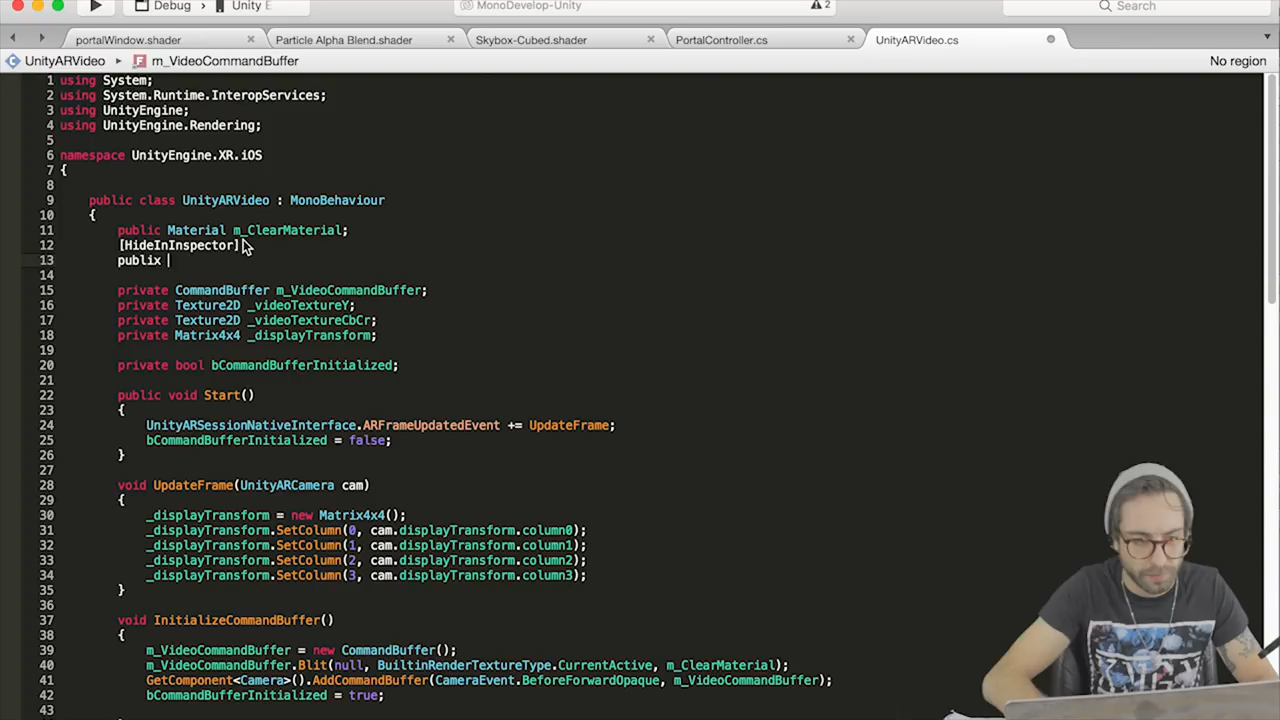 Debug
Unity E
MonoDevelop-Unity
2
Search
portalWindow.shader
Particle Alpha Blend.shader
Skybox-Cubed.shader
PortalController.cs
UnityARVideo.cs
UnityARVideo
m_VideoCommandBuffer
No region
1 using System;
2 using System.Runtime.InteropServices;
3 using UnityEngine;
4 using UnityEngine.Rendering;
5
6 namespace UnityEngine.XR.iOS
7 {
8
9 public class UnityARVideo : MonoBehaviour
10 {
11 public Material m_ClearMaterial;
12 [HideInInspector]
13 publix
14
15 private CommandBuffer m_VideoCommandBuffer;
16 private Texture2D _videoTextureY;
17 private Texture2D _videoTextureCbCr;
18 private Matrix4x4 _displayTransform;
19
20 private bool bCommandBufferInitialized;
21
22 public void Start()
23 {
24 UnityARSessionNativeInterface.ARFrameUpdatedEvent += UpdateFrame;
25 bCommandBufferInitialized = false;
26 }
27
28 void UpdateFrame(UnityARCamera cam)
29 {
30 _displayTransform = new Matrix4x4();
31 _displayTransform.SetColumn(0, cam.displayTransform.column0);
32 _displayTransform.SetColumn(1, cam.displayTransform.column1);
33 _displayTransform.SetColumn(2, cam.displayTransform.column2);
34 _displayTransform.SetColumn(3, cam.displayTransform.column3);
35 }
36
37 void InitializeCommandBuffer()
38 {
39 m_VideoCommandBuffer = new CommandBuffer();
40 m_VideoCommandBuffer.Blit(null, BuiltinRenderTextureType.CurrentActive, m_ClearMaterial);
41 GetComponent<Camera>().AddCommandBuffer(CameraEvent.BeforeForwardOpaque, m_VideoCommandBuffer);
42 bCommandBufferInitialized = true;
43